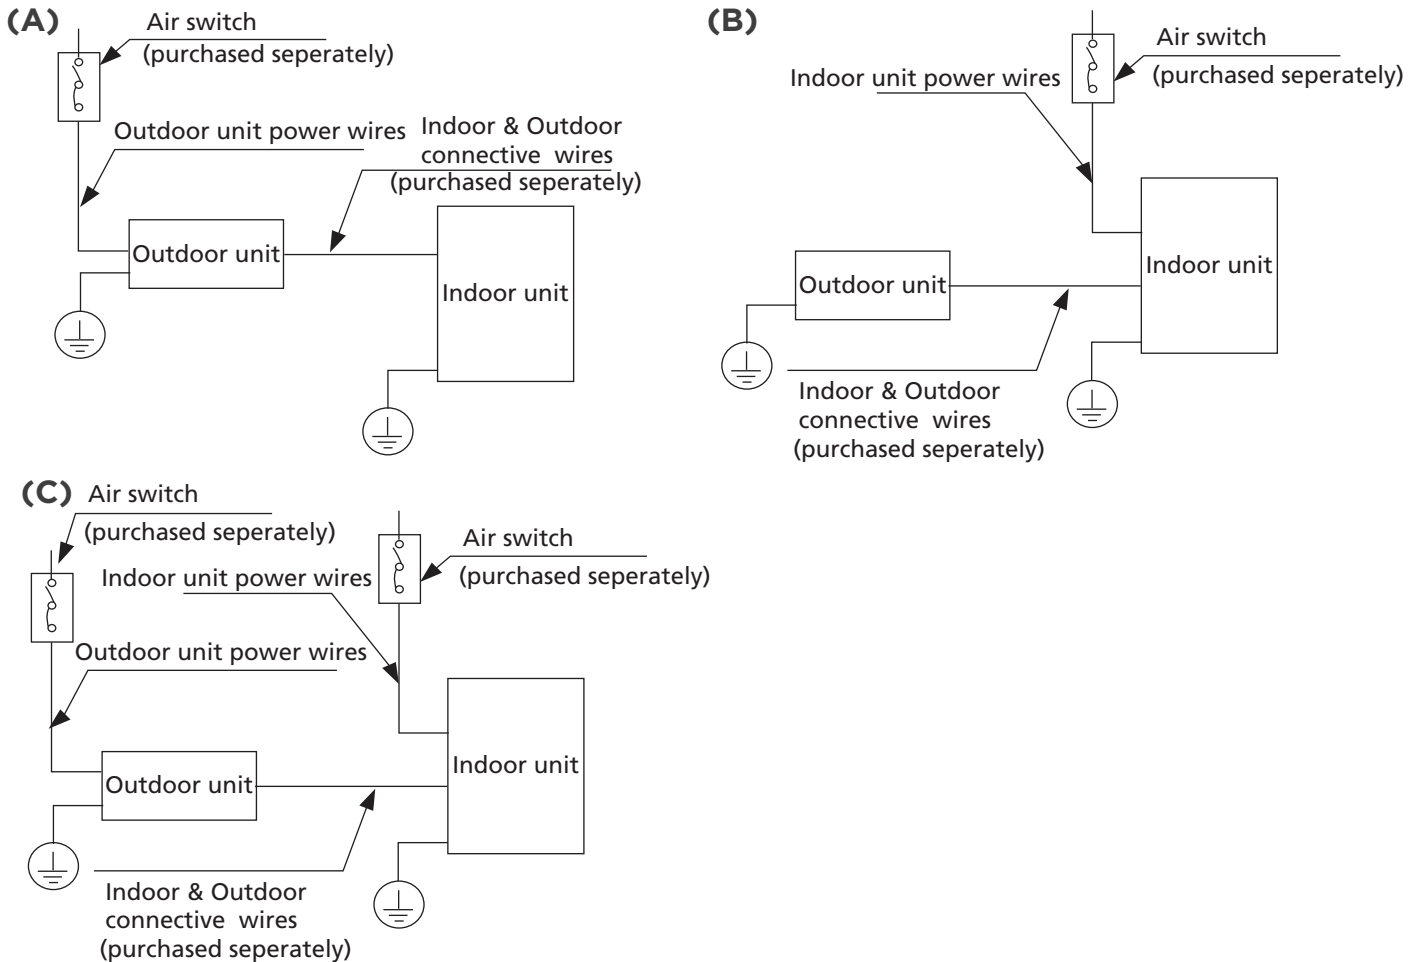 (A)
Air switch
(purchased seperately)
Outdoor unit power wires
Indoor & Outdoor
connective wires
(purchased seperately)
Outdoor unit
Indoor unit
(B)
Air switch
(purchased seperately)
Indoor unit power wires
Outdoor unit
Indoor unit
Indoor & Outdoor
connective wires
(purchased seperately)
(C)
Air switch
(purchased seperately)
Air switch
(purchased seperately)
Indoor unit power wires
Outdoor unit power wires
Outdoor unit
Indoor unit
Indoor & Outdoor
connective wires
(purchased seperately)